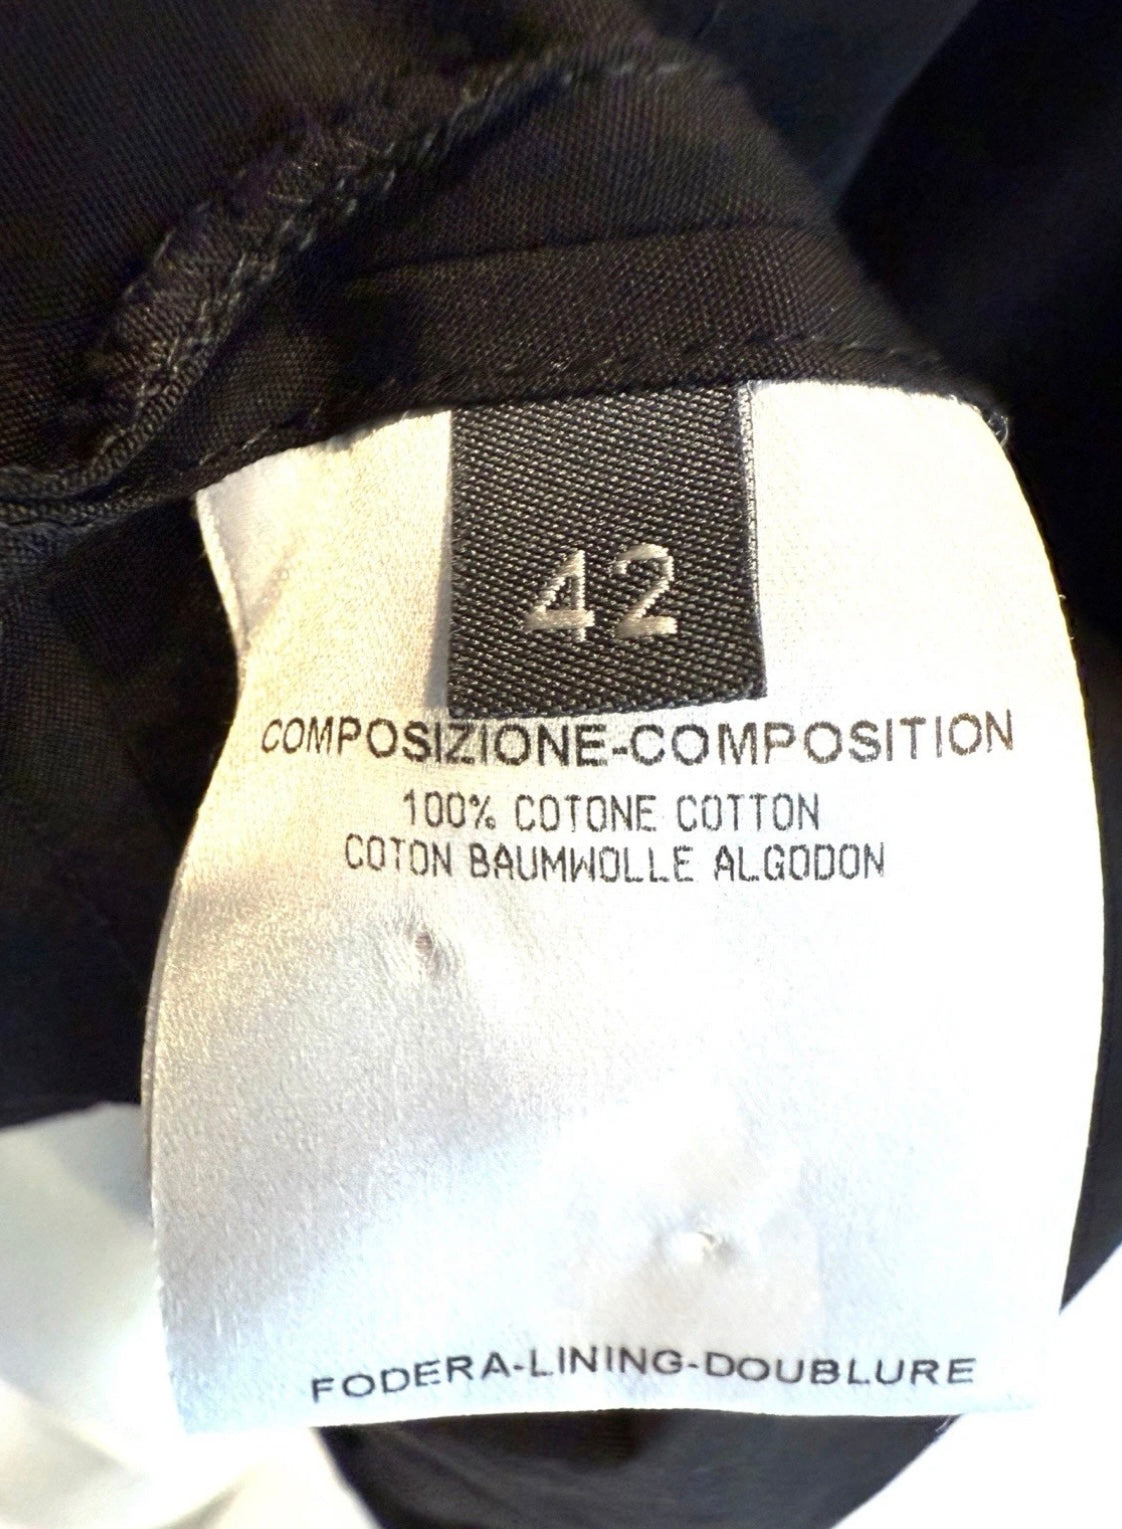 42
COMPOSIZIONE-COMPOSITION
100% COTONE COTTON
COTON BAUMWOLLE ALGODON
FODERA-LINING-DOUBLURE